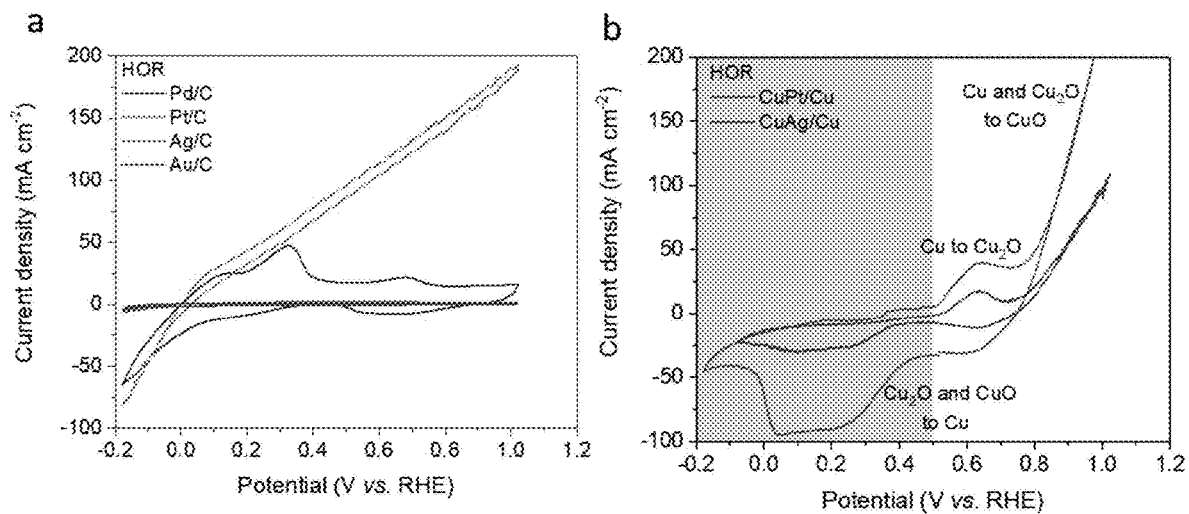 a
HOR
Pd/C
Pt/C
Ag/C
Au/C
Current density (mA cm⁻²)
200
150
100
50
0
-50
-100
-0.2 0.0 0.2 0.4 0.6 0.8 1.0 1.2
Potential (V vs. RHE)
b
HOR
CuPt/Cu
CuAg/Cu
Cu and Cu₂O
to CuO
Cu to Cu₂O
Cu₂O and CuO
to Cu
Current density (mA cm⁻²)
200
150
100
50
0
-50
-100
-0.2 0.0 0.2 0.4 0.6 0.8 1.0 1.2
Potential (V vs. RHE)